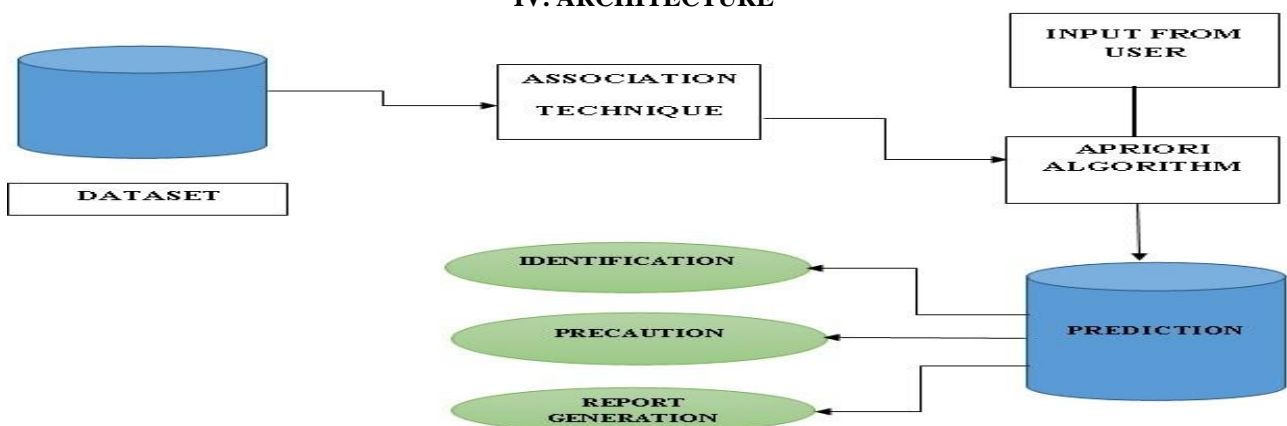 IV. ARCHITECTURE
INPUT FROM
USER
ASSOCIATION
TECHNIQUE
APRIORI
ALGORITHM
DATASET
IDENTIFICATION
PRECAUTION
PREDICTION
REPORT
GENERATION